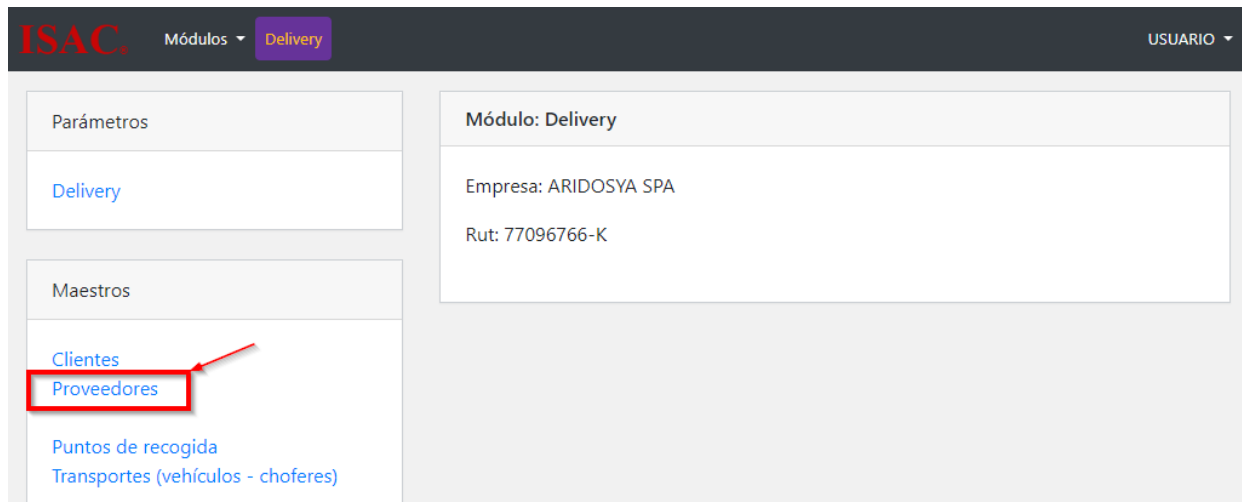 ISAC. Módulos Delivery USUARIO
Parámetros
Delivery
Maestros
Clientes
Proveedores
Puntos de recogida
Transportes (vehículos - choferes)
Módulo: Delivery
Empresa: ARIDOSYA SPA
Rut: 77096766-K